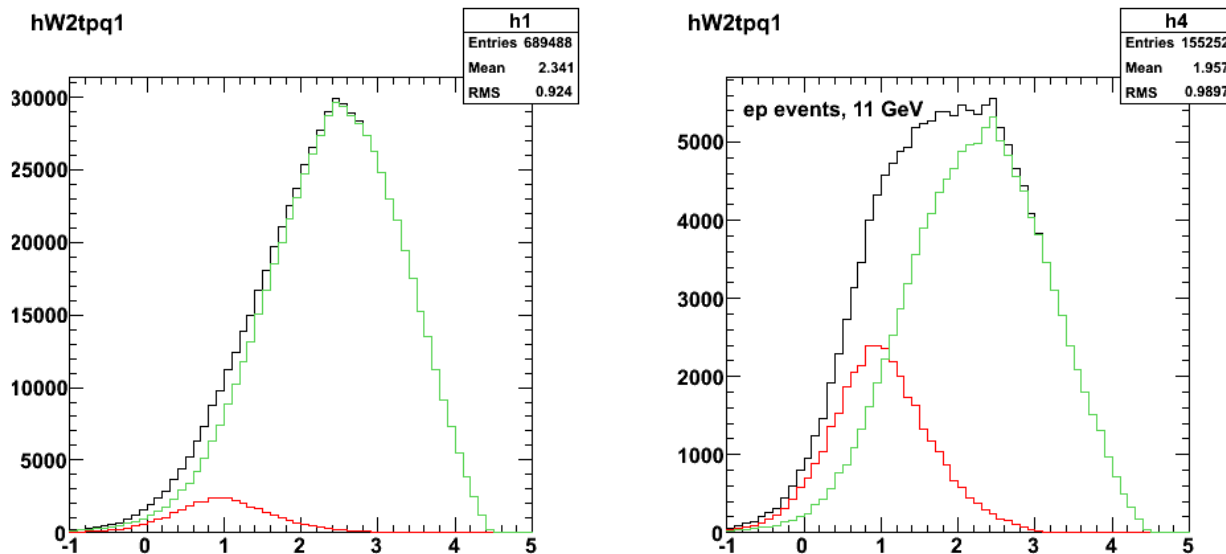 hW2tpq1
h1
Entries 689488
Mean 2.341
RMS 0.924
30000
25000
20000
15000
10000
5000
0
-1 0 1 2 3 4 5
hW2tpq1
h4
Entries 155252
Mean 1.957
RMS 0.9897
ep events, 11 GeV
5000
4000
3000
2000
1000
0
-1 0 1 2 3 4 5